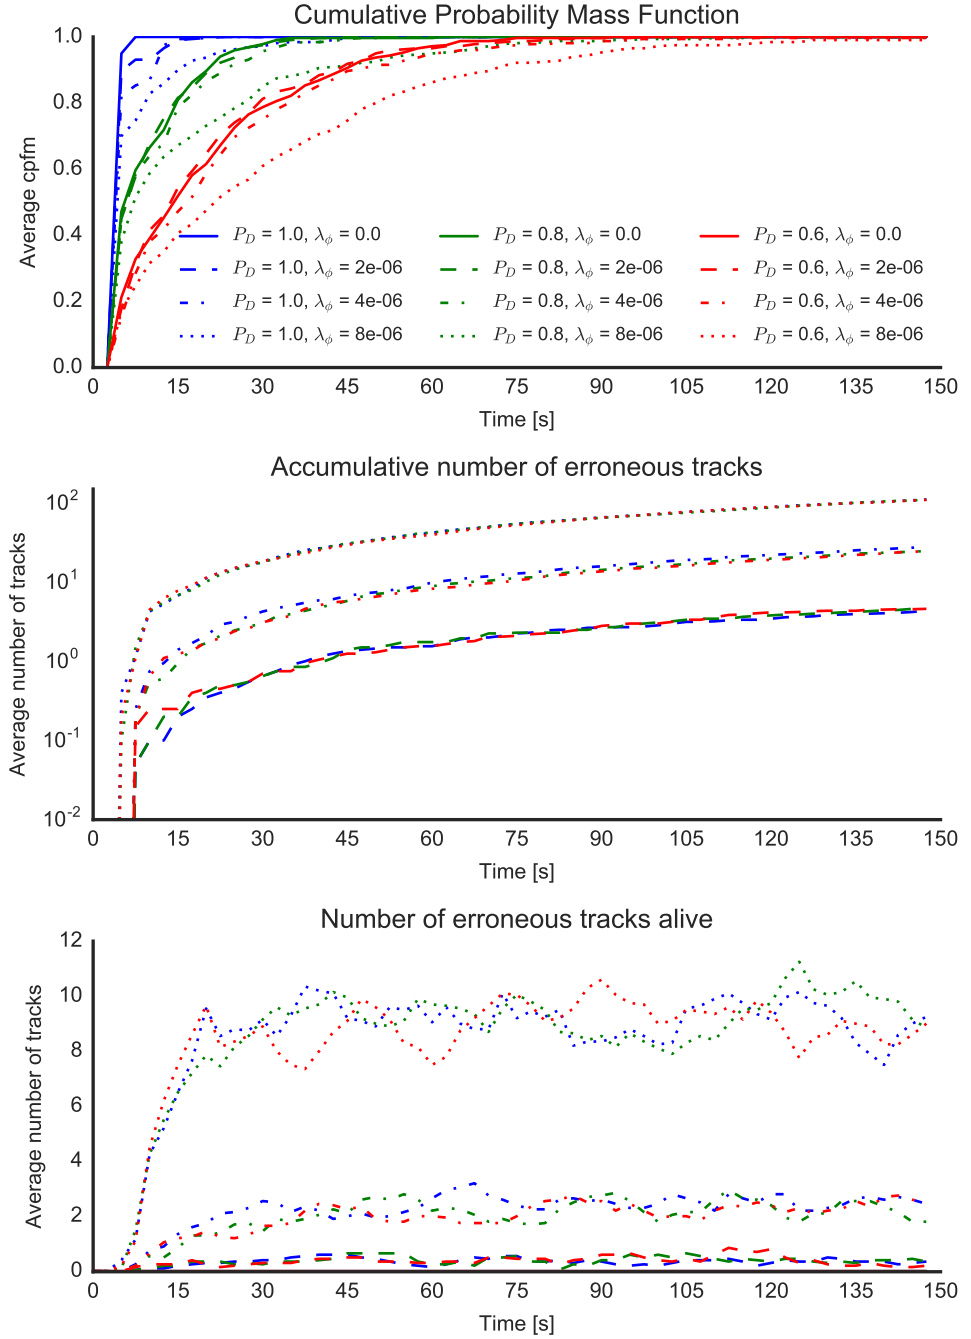 Cumulative Probability Mass Function
1.0
0.8
0.6
0.4
0.2
0.0
Average cpfm
P_D = 1.0, λ_ϕ = 0.0
P_D = 0.8, λ_ϕ = 0.0
P_D = 0.6, λ_ϕ = 0.0
P_D = 1.0, λ_ϕ = 2e-06
P_D = 0.8, λ_ϕ = 2e-06
P_D = 0.6, λ_ϕ = 2e-06
P_D = 1.0, λ_ϕ = 4e-06
P_D = 0.8, λ_ϕ = 4e-06
P_D = 0.6, λ_ϕ = 4e-06
P_D = 1.0, λ_ϕ = 8e-06
P_D = 0.8, λ_ϕ = 8e-06
P_D = 0.6, λ_ϕ = 8e-06
0 15 30 45 60 75 90 105 120 135 150
Time [s]
Accumulative number of erroneous tracks
10^2
10^1
10^0
10^-1
10^-2
Average number of tracks
0 15 30 45 60 75 90 105 120 135 150
Time [s]
Number of erroneous tracks alive
12
10
8
6
4
2
0
Average number of tracks
0 15 30 45 60 75 90 105 120 135 150
Time [s]